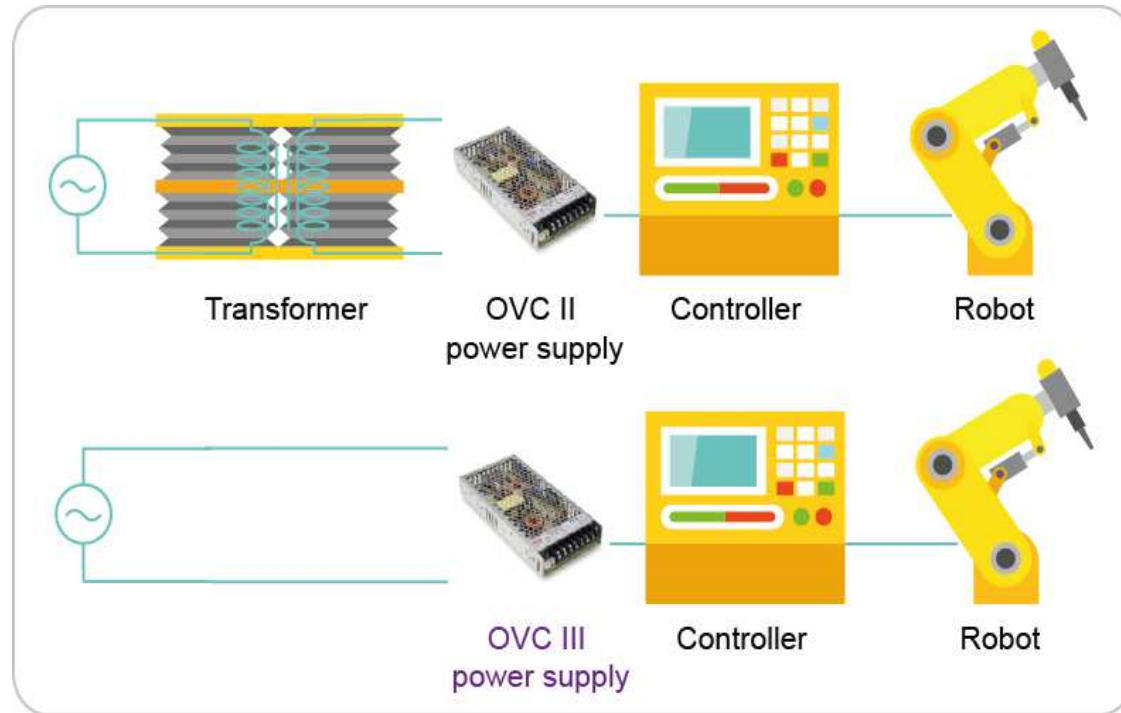 Transformer
OVC II
power supply
Controller
Robot
OVC III
power supply
Controller
Robot